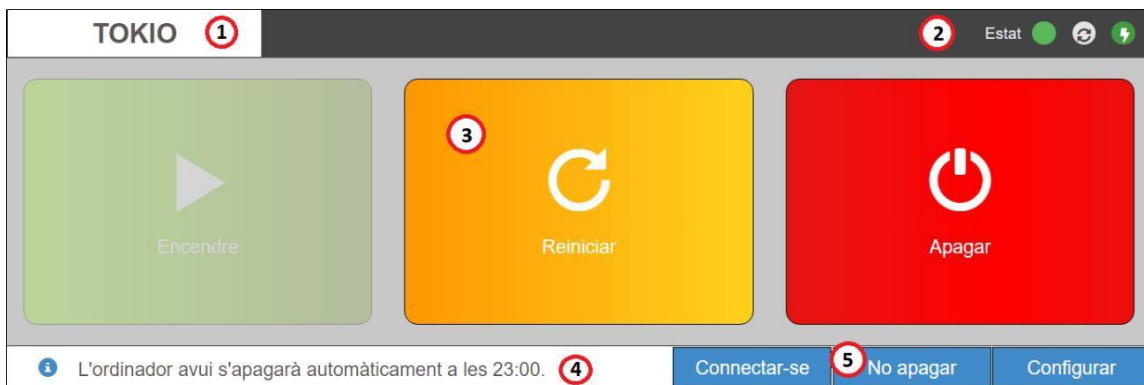 TOKIO 1
2 Estat
3
Encendre
Reiniciar
Apagar
L'ordinador avui s'apagarà automàticament a les 23:00. 4
Connectar-se
5 No apagar
Configurar